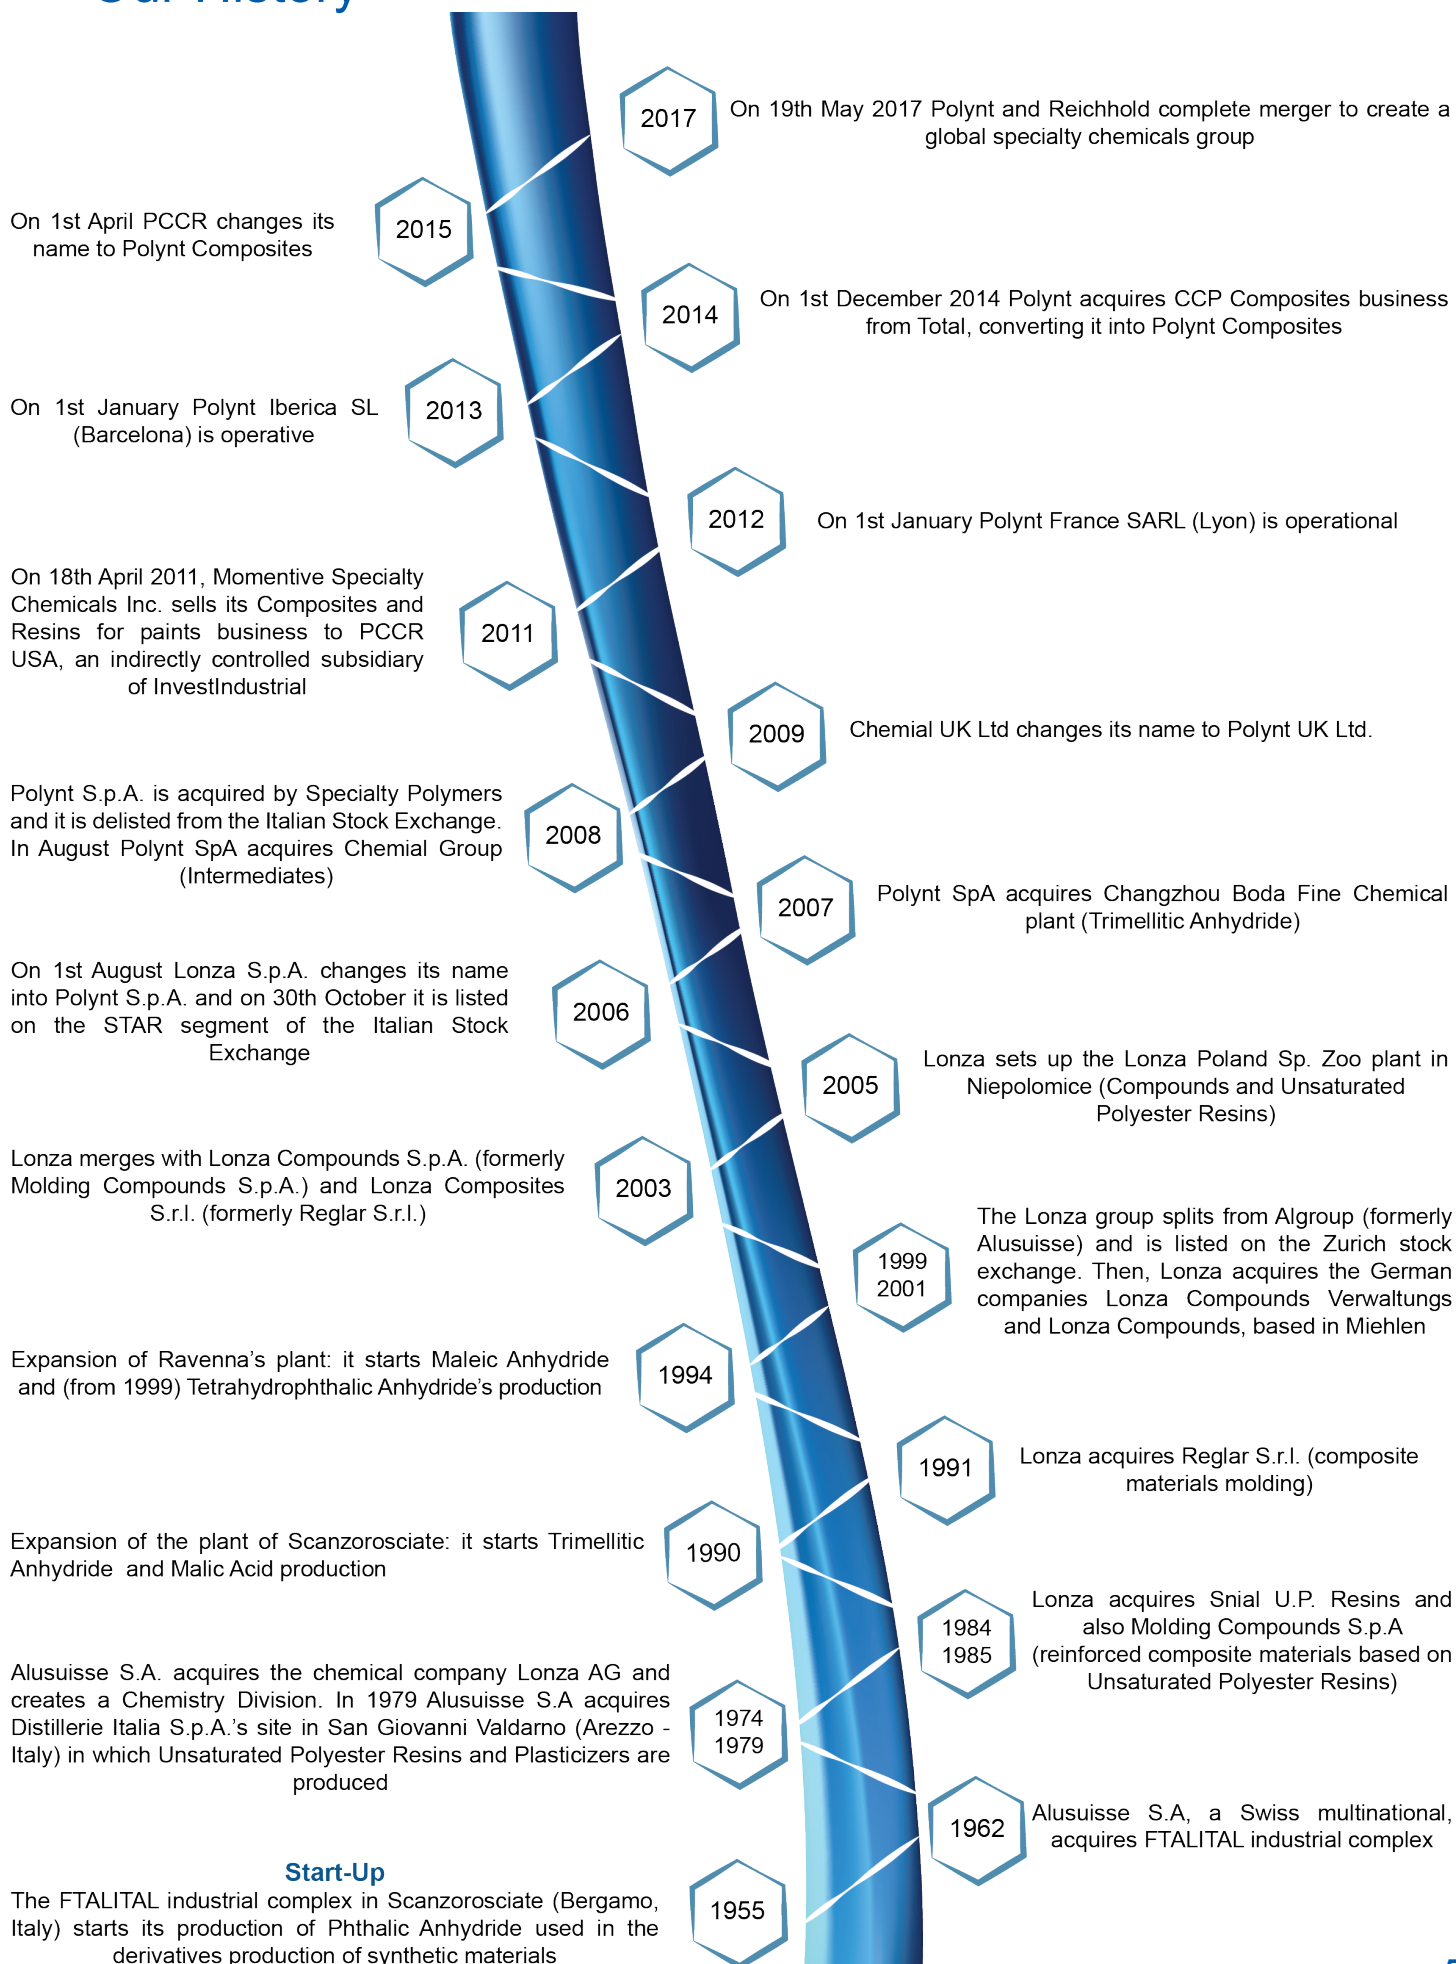 Our History
2017
On 19th May 2017 Polynt and Reichhold complete merger to create a
global specialty chemicals group
On 1st April PCCR changes its
name to Polynt Composites
2015
2014
On 1st December 2014 Polynt acquires CCP Composites business
from Total, converting it into Polynt Composites
On 1st January Polynt Iberica SL
(Barcelona) is operative
2013
2012
On 1st January Polynt France SARL (Lyon) is operational
On 18th April 2011, Momentive Specialty
Chemicals Inc. sells its Composites and
Resins for paints business to PCCR
USA, an indirectly controlled subsidiary
of InvestIndustrial
2011
2009
Chemial UK Ltd changes its name to Polynt UK Ltd.
Polynt S.p.A. is acquired by Specialty Polymers
and it is delisted from the Italian Stock Exchange.
In August Polynt SpA acquires Chemial Group
(Intermediates)
2008
2007
Polynt SpA acquires Changzhou Boda Fine Chemical
plant (Trimellitic Anhydride)
On 1st August Lonza S.p.A. changes its name
into Polynt S.p.A. and on 30th October it is listed
on the STAR segment of the Italian Stock
Exchange
2006
2005
Lonza sets up the Lonza Poland Sp. Zoo plant in
Niepolomice (Compounds and Unsaturated
Polyester Resins)
Lonza merges with Lonza Compounds S.p.A. (formerly
Molding Compounds S.p.A.) and Lonza Composites
S.r.l. (formerly Reglar S.r.l.)
2003
1999
2001
The Lonza group splits from Algroup (formerly
Alusuisse) and is listed on the Zurich stock
exchange. Then, Lonza acquires the German
companies Lonza Compounds Verwaltungs
and Lonza Compounds, based in Miehlen
Expansion of Ravenna's plant: it starts Maleic Anhydride
and (from 1999) Tetrahydrophthalic Anhydride's production
1994
1991
Lonza acquires Reglar S.r.l. (composite
materials molding)
Expansion of the plant of Scanzorosciate: it starts Trimellitic
Anhydride  and Malic Acid production
1990
1984
1985
Lonza acquires Snial U.P. Resins and
also Molding Compounds S.p.A
(reinforced composite materials based on
Unsaturated Polyester Resins)
Alusuisse S.A. acquires the chemical company Lonza AG and
creates a Chemistry Division. In 1979 Alusuisse S.A acquires
Distillerie Italia S.p.A.'s site in San Giovanni Valdarno (Arezzo -
Italy) in which Unsaturated Polyester Resins and Plasticizers are
produced
1974
1979
1962
Alusuisse S.A, a Swiss multinational,
acquires FTALITAL industrial complex
Start-Up
The FTALITAL industrial complex in Scanzorosciate (Bergamo,
Italy) starts its production of Phthalic Anhydride used in the
derivatives production of synthetic materials
1955